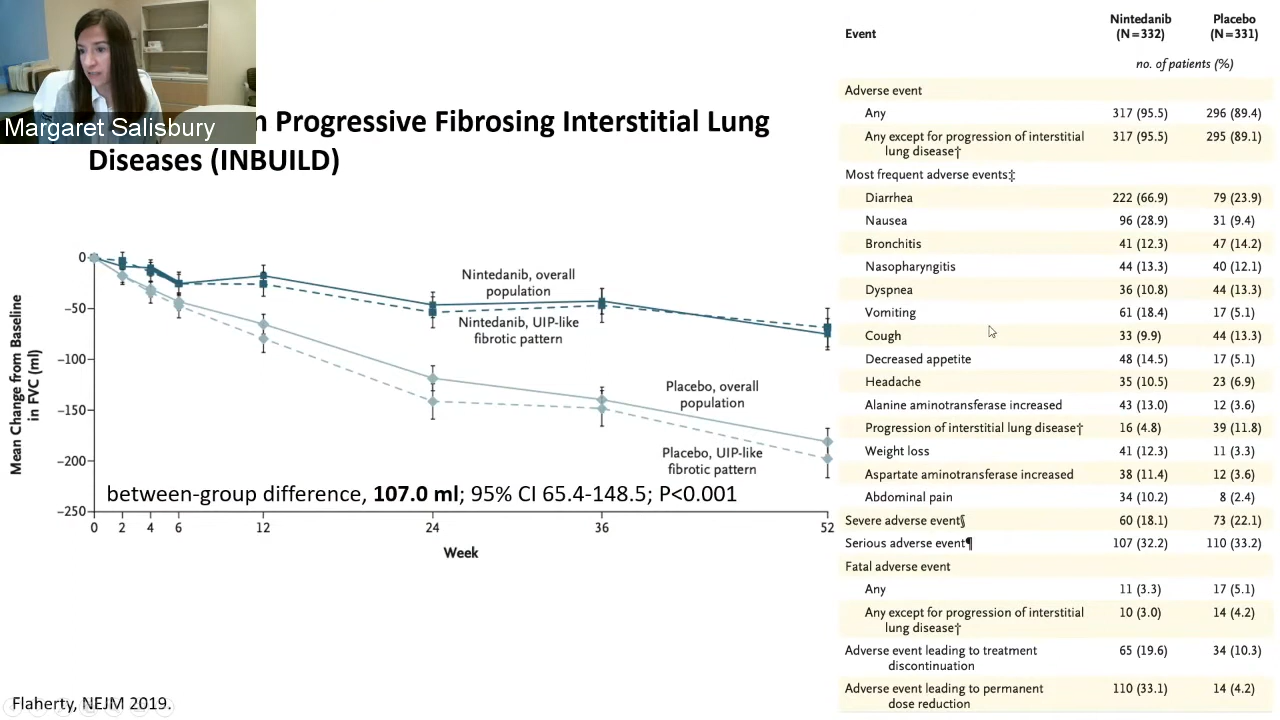 Margaret Salisbury
n Progressive Fibrosing Interstitial Lung
Diseases (INBUILD)
Mean Change from Baseline
in FVC (ml)
0
−50
−100
−150
−200
−250
Nintedanib, overall
population
Nintedanib, UIP-like
fibrotic pattern
Placebo, overall
population
Placebo, UIP-like
fibrotic pattern
between-group difference, 107.0 ml; 95% CI 65.4-148.5; P<0.001
0 2 4 6 12 24 36 52
Week
Flaherty, NEJM 2019.
Event Nintedanib (N=332) Placebo (N=331)
no. of patients (%)
Adverse event
Any 317 (95.5) 296 (89.4)
Any except for progression of interstitial 317 (95.5) 295 (89.1)
lung disease†
Most frequent adverse events‡
Diarrhea 222 (66.9) 79 (23.9)
Nausea 96 (28.9) 31 (9.4)
Bronchitis 41 (12.3) 47 (14.2)
Nasopharyngitis 44 (13.3) 40 (12.1)
Dyspnea 36 (10.8) 44 (13.3)
Vomiting 61 (18.4) 17 (5.1)
Cough 33 (9.9) 44 (13.3)
Decreased appetite 48 (14.5) 17 (5.1)
Headache 35 (10.5) 23 (6.9)
Alanine aminotransferase increased 43 (13.0) 12 (3.6)
Progression of interstitial lung disease† 16 (4.8) 39 (11.8)
Weight loss 41 (12.3) 11 (3.3)
Aspartate aminotransferase increased 38 (11.4) 12 (3.6)
Abdominal pain 34 (10.2) 8 (2.4)
Severe adverse event§ 60 (18.1) 73 (22.1)
Serious adverse event¶ 107 (32.2) 110 (33.2)
Fatal adverse event
Any 11 (3.3) 17 (5.1)
Any except for progression of interstitial 10 (3.0) 14 (4.2)
lung disease†
Adverse event leading to treatment 65 (19.6) 34 (10.3)
discontinuation
Adverse event leading to permanent 110 (33.1) 14 (4.2)
dose reduction